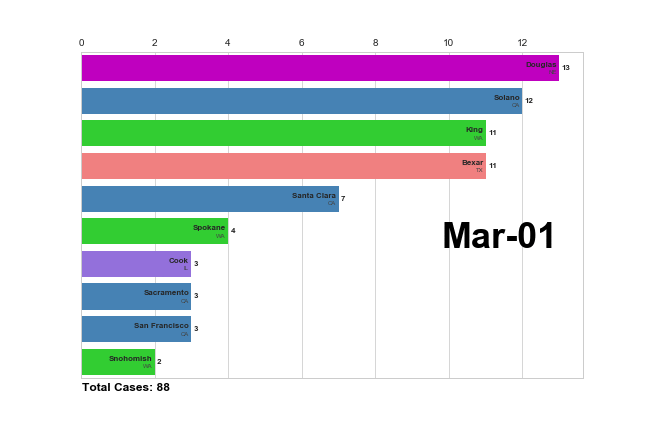 0 2 4 6 8 10 12
Douglas 13
Solano 12
CA
King 11
WA
Bexar 11
TX
Santa Clara 7
CA
Spokane 4
WA
Mar-01
Cook 3
IL
Sacramento 3
CA
San Francisco 3
CA
Snohomish 2
WA
Total Cases: 88